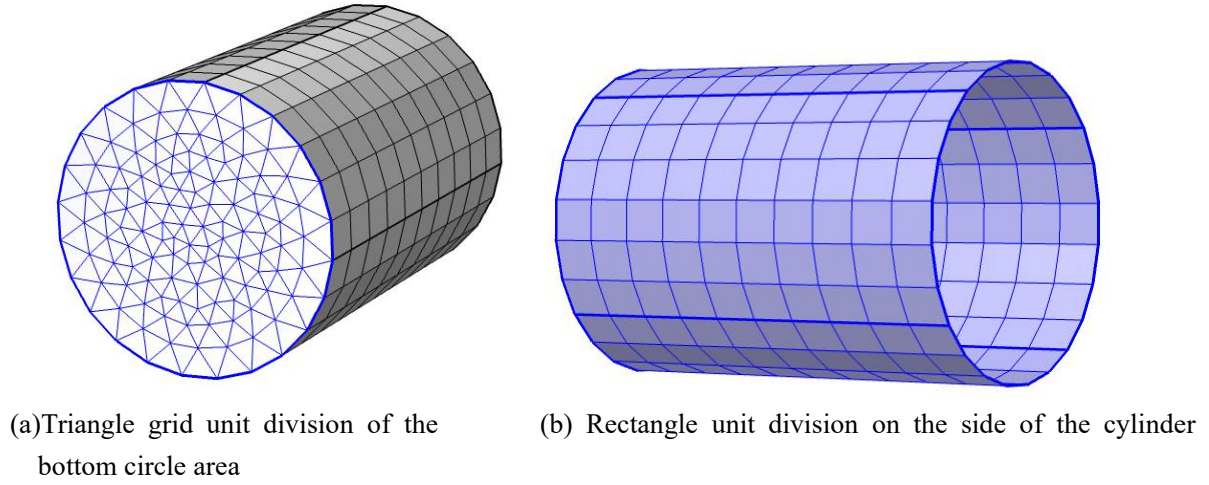 (a)Triangle grid unit division of the
bottom circle area
(b) Rectangle unit division on the side of the cylinder